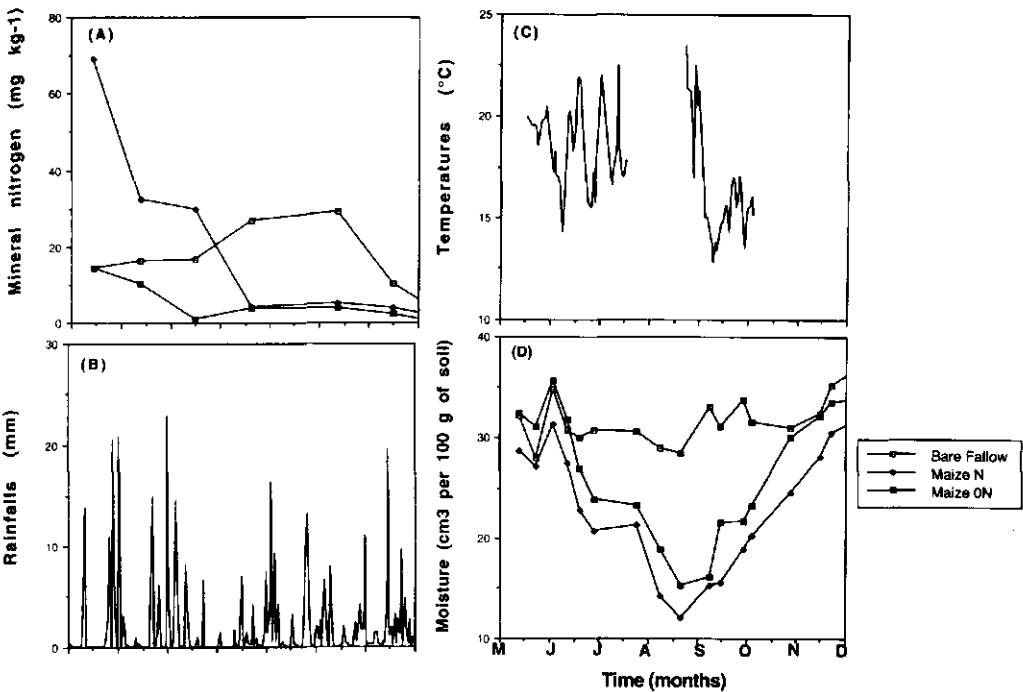 Mineral nitrogen (mg kg-1)
80
60
40
20
0
(A)
Rainfalls (mm)
30
20
10
0
(B)
Temperatures (°C)
25
20
15
10
(C)
Moisture (cm3 per 100 g of soil)
40
30
20
10
(D)
M J J A S O N D
Time (months)
Bare Fallow
Maize N
Maize 0N